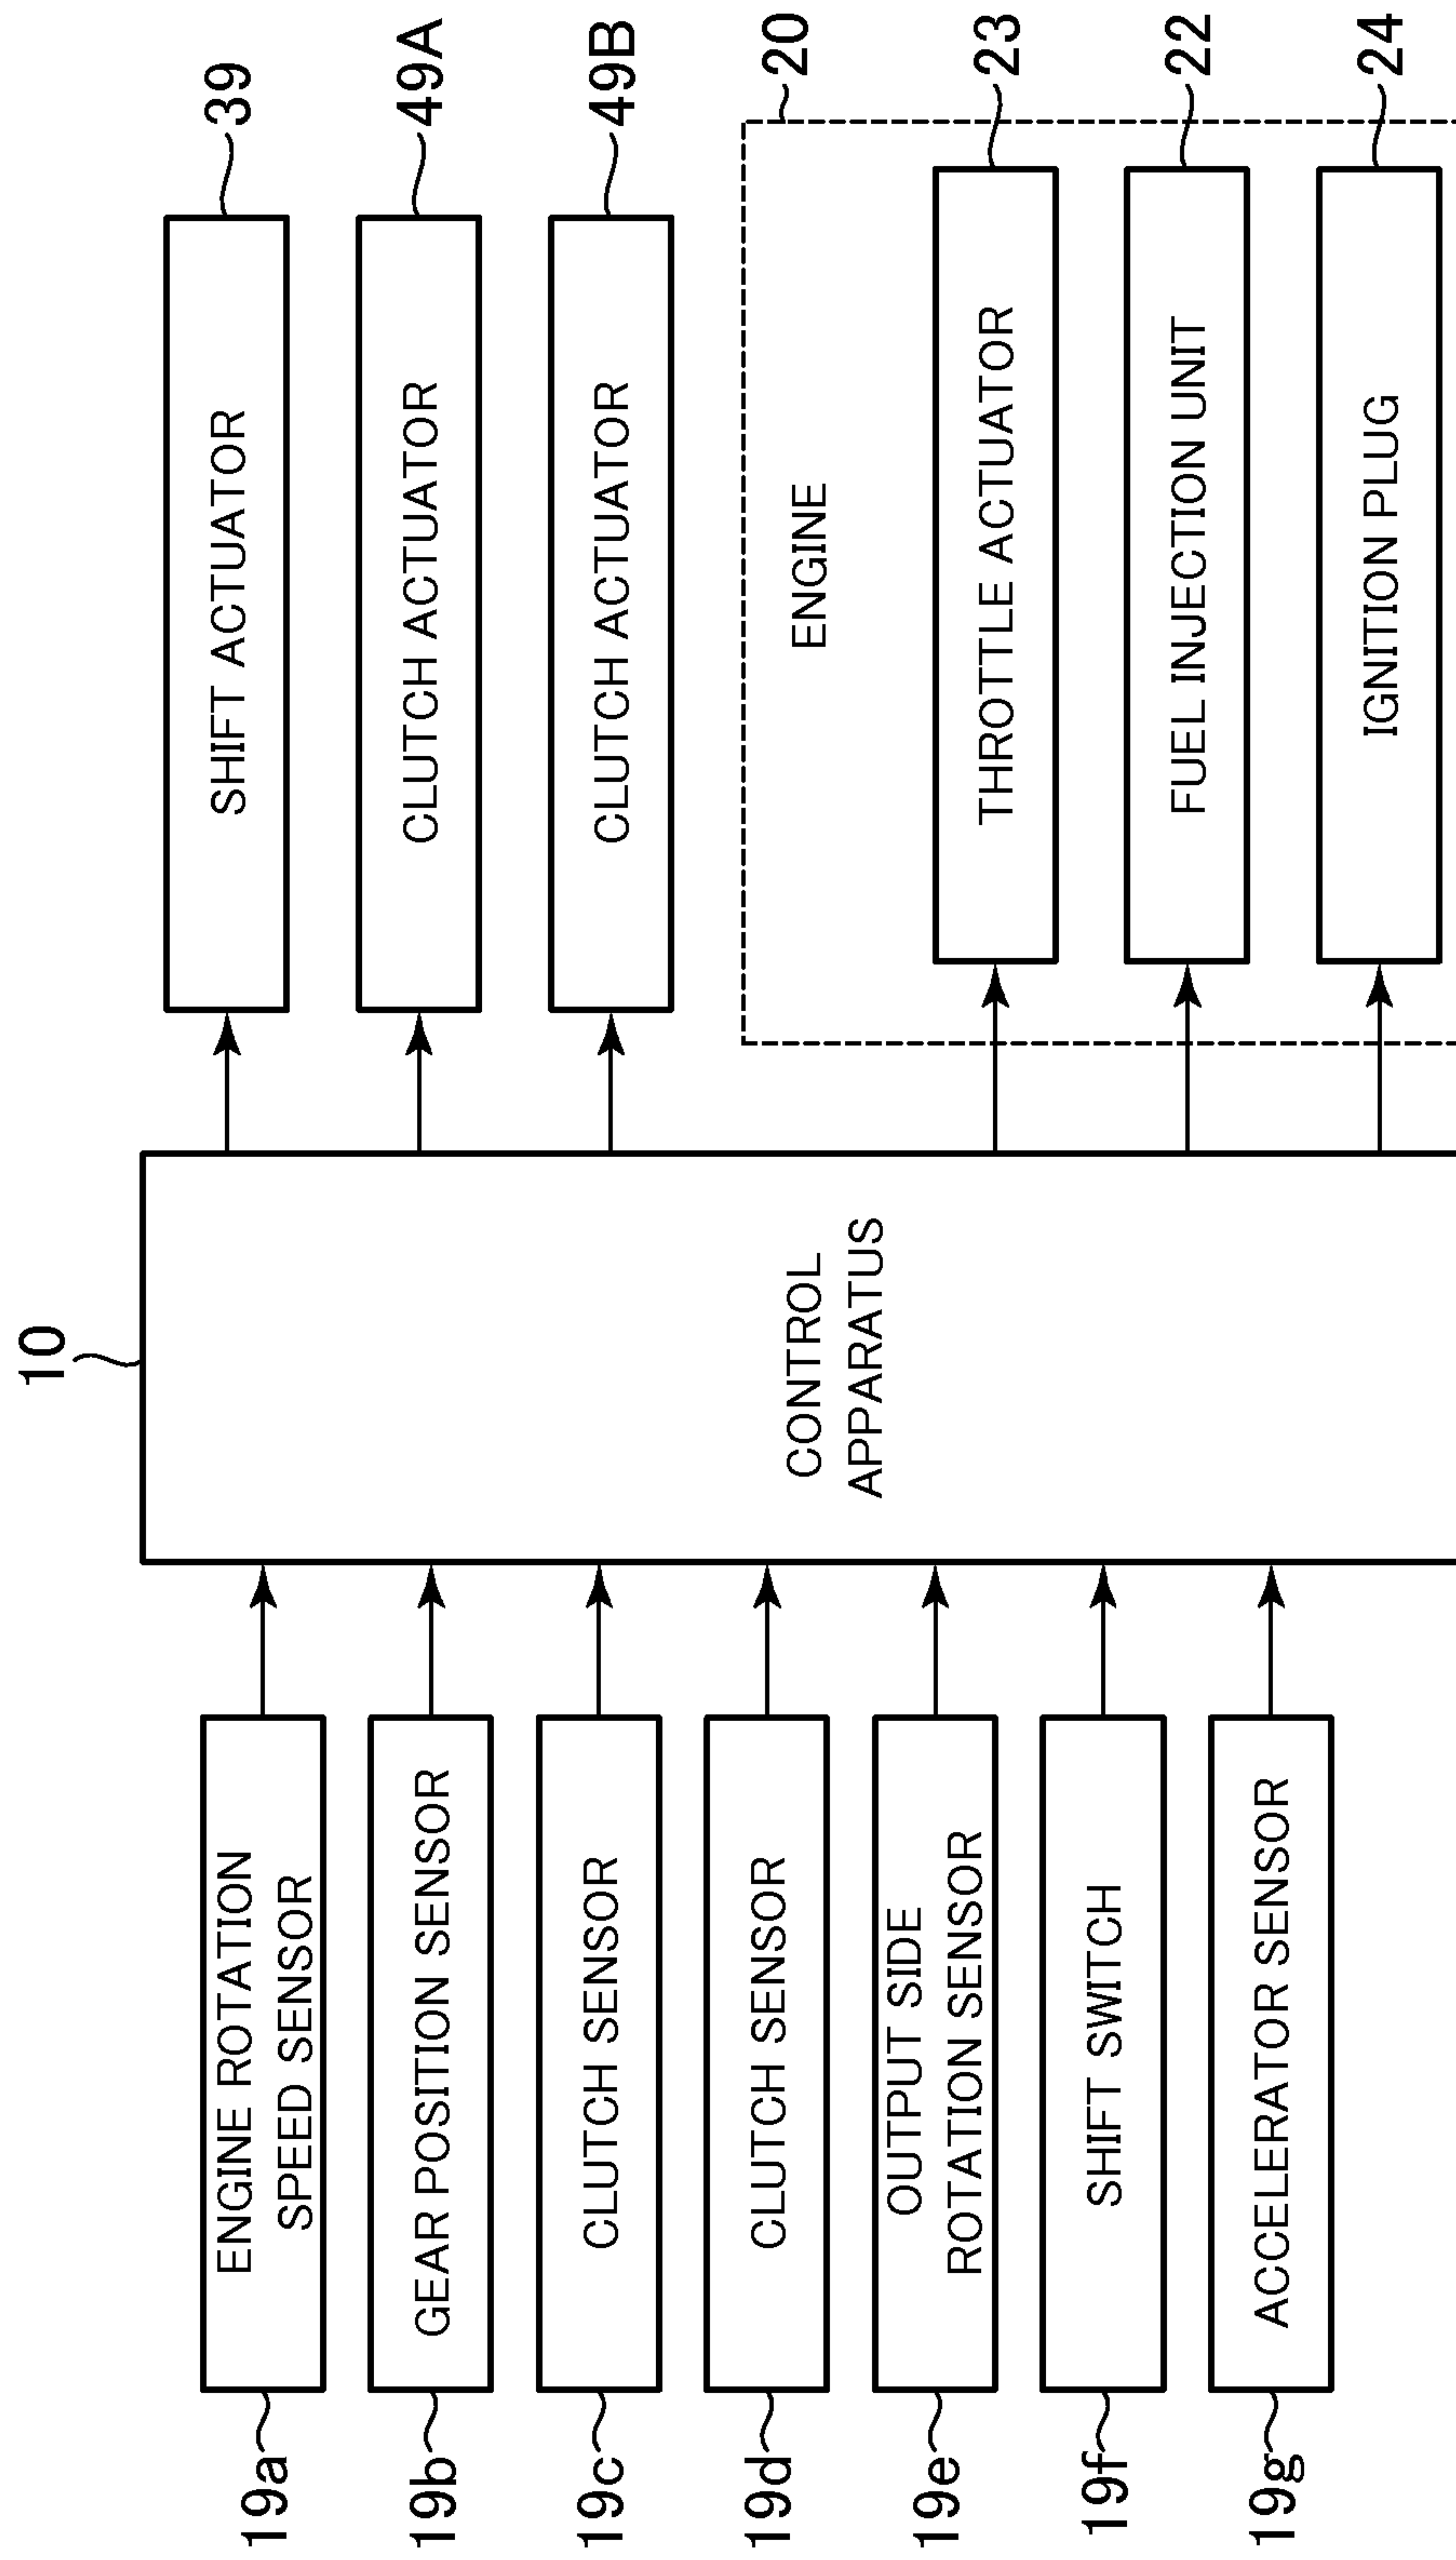 10
19a
ENGINE ROTATION
SPEED SENSOR
19b
GEAR POSITION SENSOR
19c
CLUTCH SENSOR
19d
CLUTCH SENSOR
19e
OUTPUT SIDE
ROTATION SENSOR
19f
SHIFT SWITCH
19g
ACCELERATOR SENSOR
CONTROL
APPARATUS
SHIFT ACTUATOR
39
CLUTCH ACTUATOR
49A
CLUTCH ACTUATOR
49B
20
ENGINE
THROTTLE ACTUATOR
23
FUEL INJECTION UNIT
22
IGNITION PLUG
24